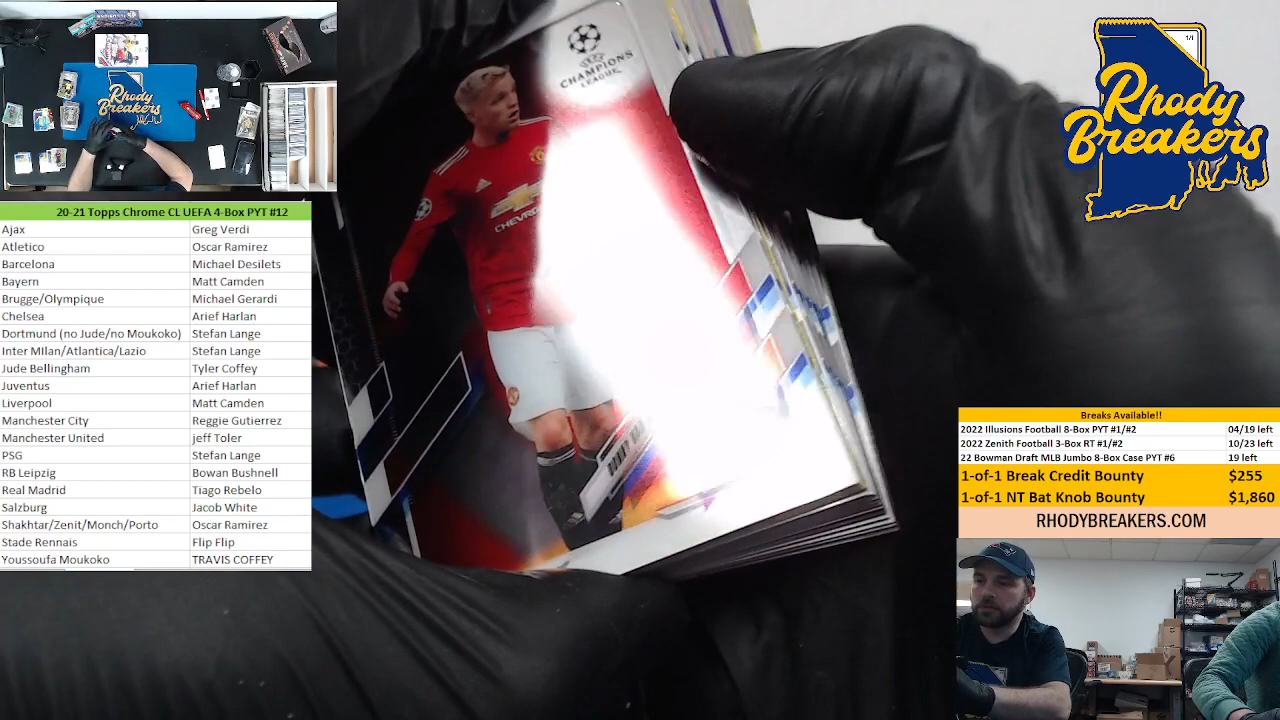 Rhody
Breakers
20-21 Topps Chrome CL UEFA 4-Box PYT #12
Ajax Greg Verdi
Atletico Oscar Ramirez
Barcelona Michael Desilets
Bayern Matt Camden
Brugge/Olympique Michael Gerardi
Chelsea Arief Harlan
Dortmund (no Jude/no Moukoko) Stefan Lange
Inter MIlan/Atlantica/Lazio Stefan Lange
Jude Bellingham Tyler Coffey
Juventus Arief Harlan
Liverpool Matt Camden
Manchester City Reggie Gutierrez
Manchester United jeff Toler
PSG Stefan Lange
RB Leipzig Bowan Bushnell
Real Madrid Tiago Rebelo
Salzburg Jacob White
Shakhtar/Zenit/Monch/Porto Oscar Ramirez
Stade Rennais Flip Flip
Youssoufa Moukoko TRAVIS COFFEY
UEFA
CHAMPIONS
LEAGUE
CHEVROLET
1/1
Rhody
Breakers
Breaks Available!!
2022 Illusions Football 8-Box PYT #1/#2 04/19 left
2022 Zenith Football 3-Box RT #1/#2 10/23 left
22 Bowman Draft MLB Jumbo 8-Box Case PYT #6 19 left
1-of-1 Break Credit Bounty $255
1-of-1 NT Bat Knob Bounty $1,860
RHODYBREAKERS.COM